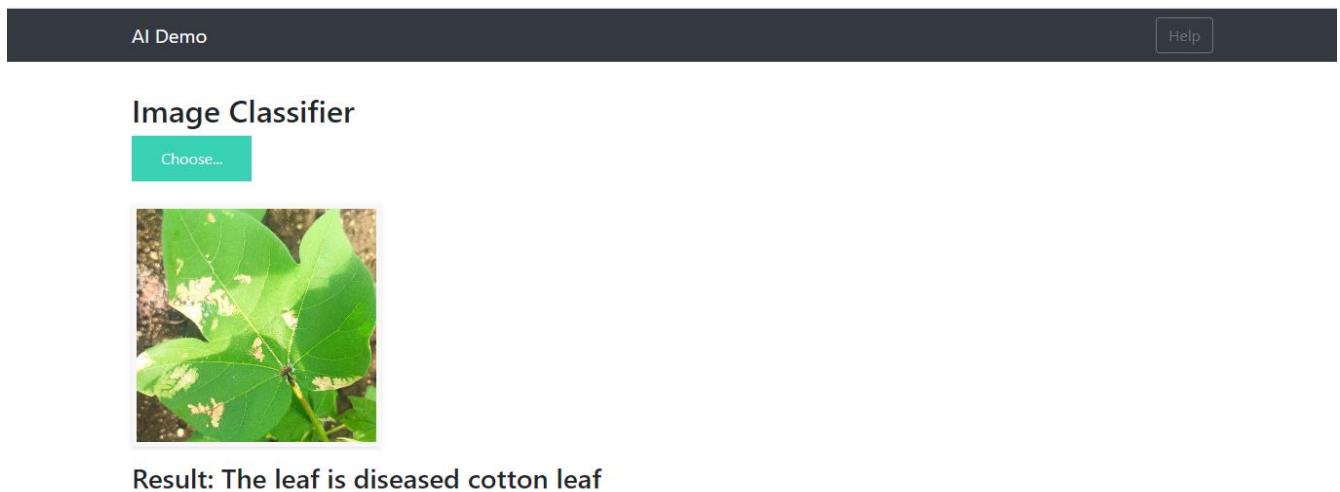 AI Demo
Help
Image Classifier
Choose...
Result: The leaf is diseased cotton leaf